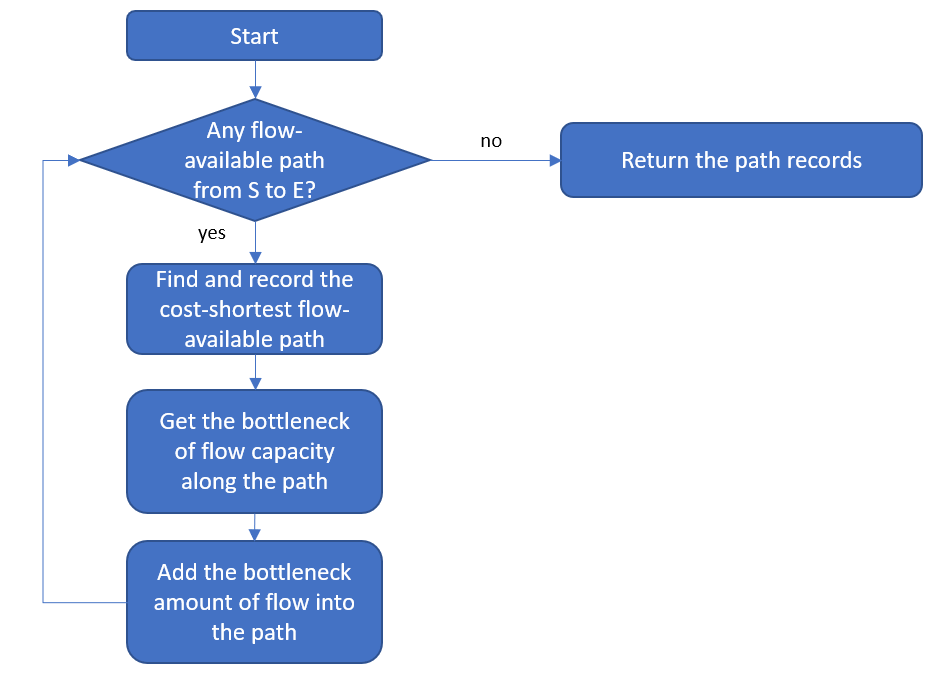 Start
Any flow-
available path
from S to E?
no
Return the path records
yes
Find and record the
cost-shortest flow-
available path
Get the bottleneck
of flow capacity
along the path
Add the bottleneck
amount of flow into
the path